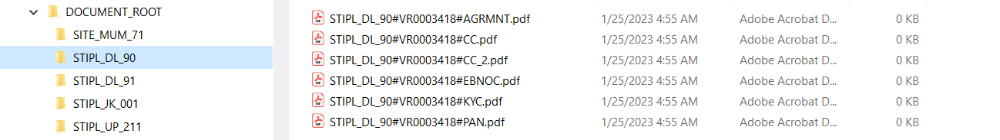 DOCUMENT_ROOT
SITE_MUM_71
STIPL_DL_90
STIPL_DL_91
STIPL_JK_001
STIPL_UP_211
STIPL_DL_90#VR0003418#AGRMNT.pdf 1/25/2023 4:55 AM Adobe Acrobat D... 0 KB
STIPL_DL_90#VR0003418#CC.pdf 1/25/2023 4:55 AM Adobe Acrobat D... 0 KB
STIPL_DL_90#VR0003418#CC_2.pdf 1/25/2023 4:55 AM Adobe Acrobat D... 0 KB
STIPL_DL_90#VR0003418#EBNOC.pdf 1/25/2023 4:55 AM Adobe Acrobat D... 0 KB
STIPL_DL_90#VR0003418#KYC.pdf 1/25/2023 4:55 AM Adobe Acrobat D... 0 KB
STIPL_DL_90#VR0003418#PAN.pdf 1/25/2023 4:55 AM Adobe Acrobat D... 0 KB